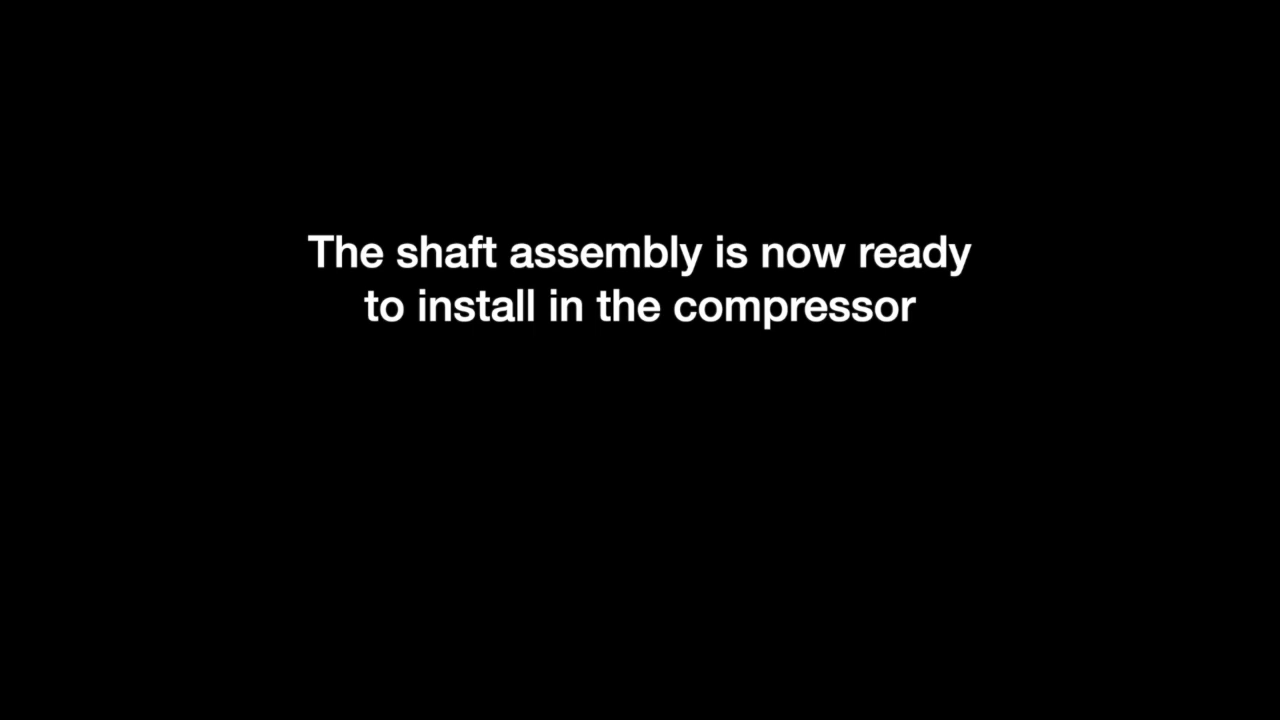 The shaft assembly is now ready
to install in the compressor